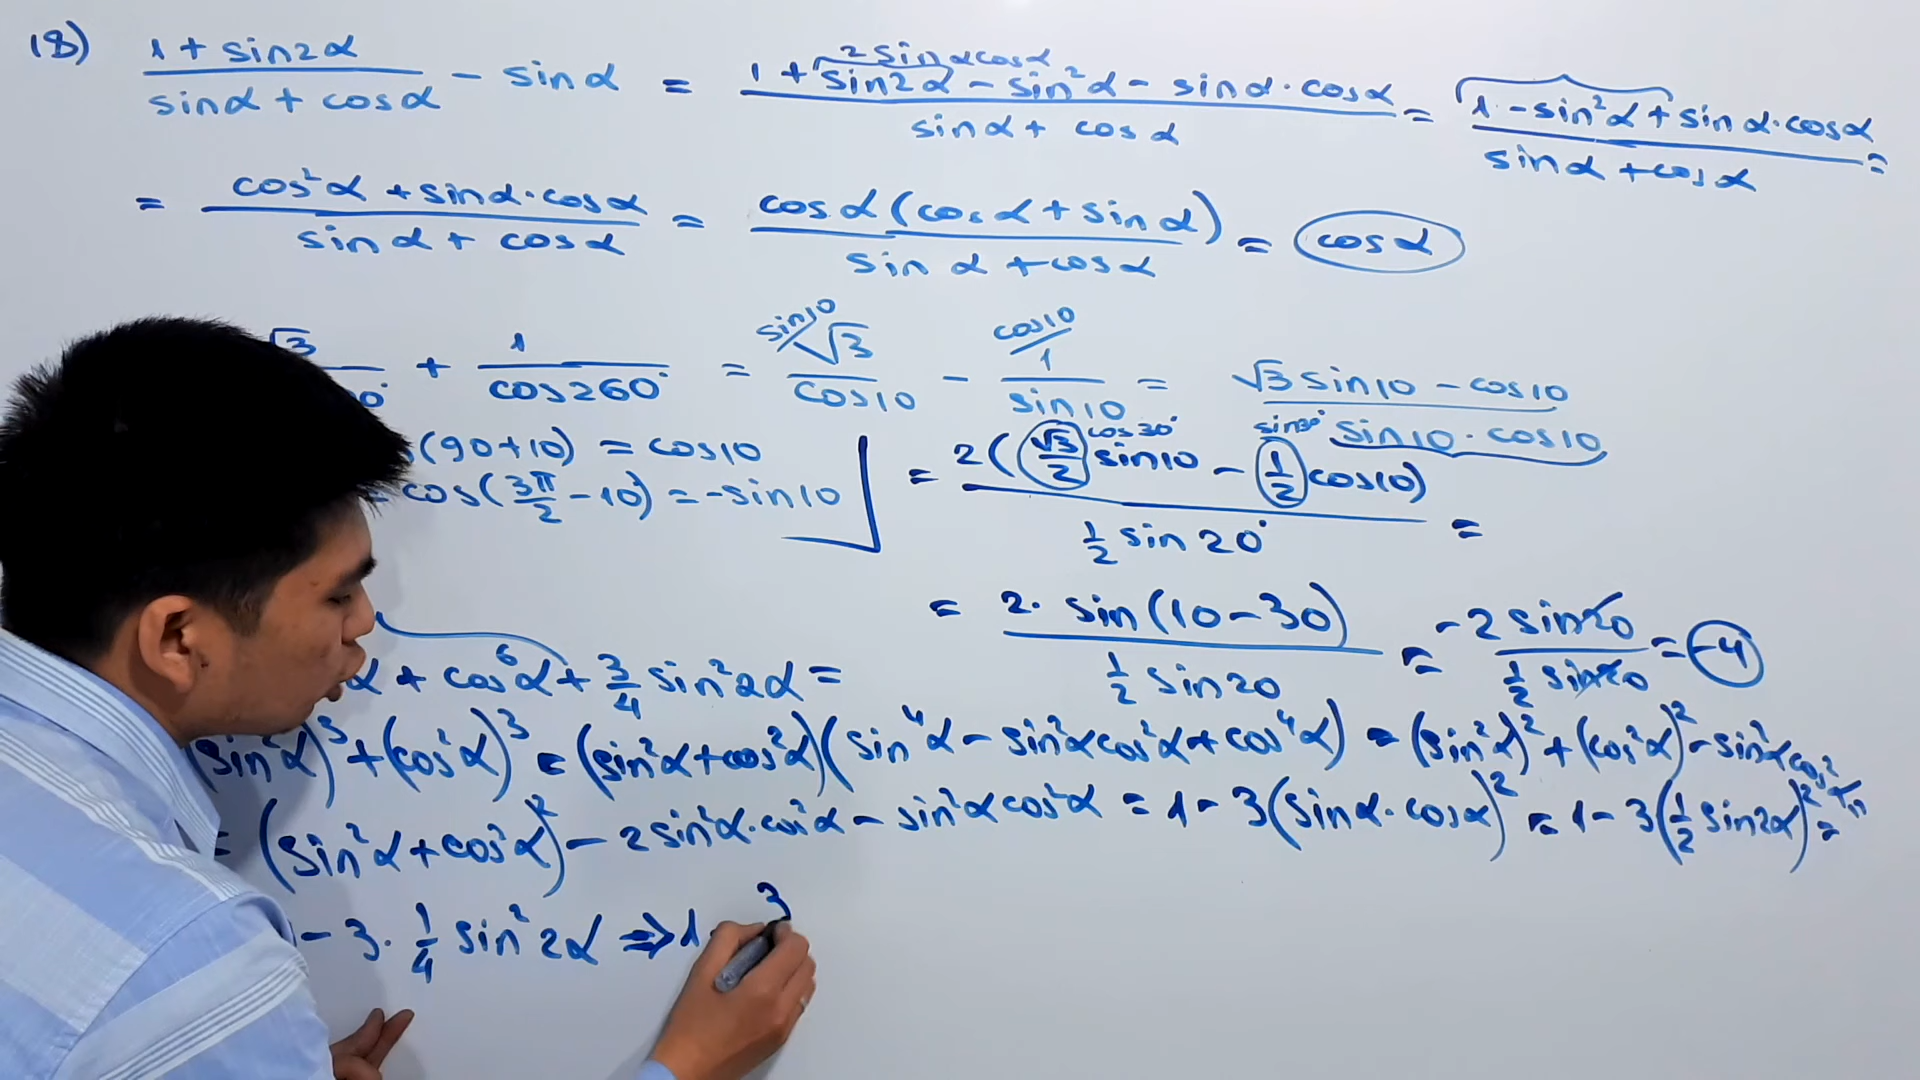 18) (1 + sin2α)/(sinα + cosα) - sinα = (1 + sin2α - sin²α - sinα·cosα)/(sinα + cosα) = (1 - sin²α + sinα·cosα)/(sinα + cosα) =
2sinαcosα
= (cos²α + sinα·cosα)/(sinα + cosα) = cosα(cosα + sinα)/(sinα + cosα) = cosα
√3 + 1/cos260° = √3/cos10 - 1/sin10 = (√3 sin10 - cos10)/(sin10·cos10)
sin10 cos10
(90+10) = cos10
= cos(3π/2 - 10) = -sin10
= 2(√3/2 sin10 - 1/2 cos10)/(1/2 sin20°) =
cos30° sin30°
= 2·sin(10-30)/(1/2 sin20) = -2sin20/(1/2 sin20) = -4
α + cos⁶α + 3/4 sin²2α =
(sin²α)³ + (cos²α)³ = (sin²α + cos²α)(sin⁴α - sin²αcos²α + cos⁴α) = (sin²α)² + (cos²α)² - sin²αcos²α
= (sin²α + cos²α)² - 2sin²α·cos²α - sin²αcos²α = 1 - 3(sinα·cosα)² = 1 - 3(1/2 sin2α)² =
- 3·1/4 sin²2α ⇒ 1 3